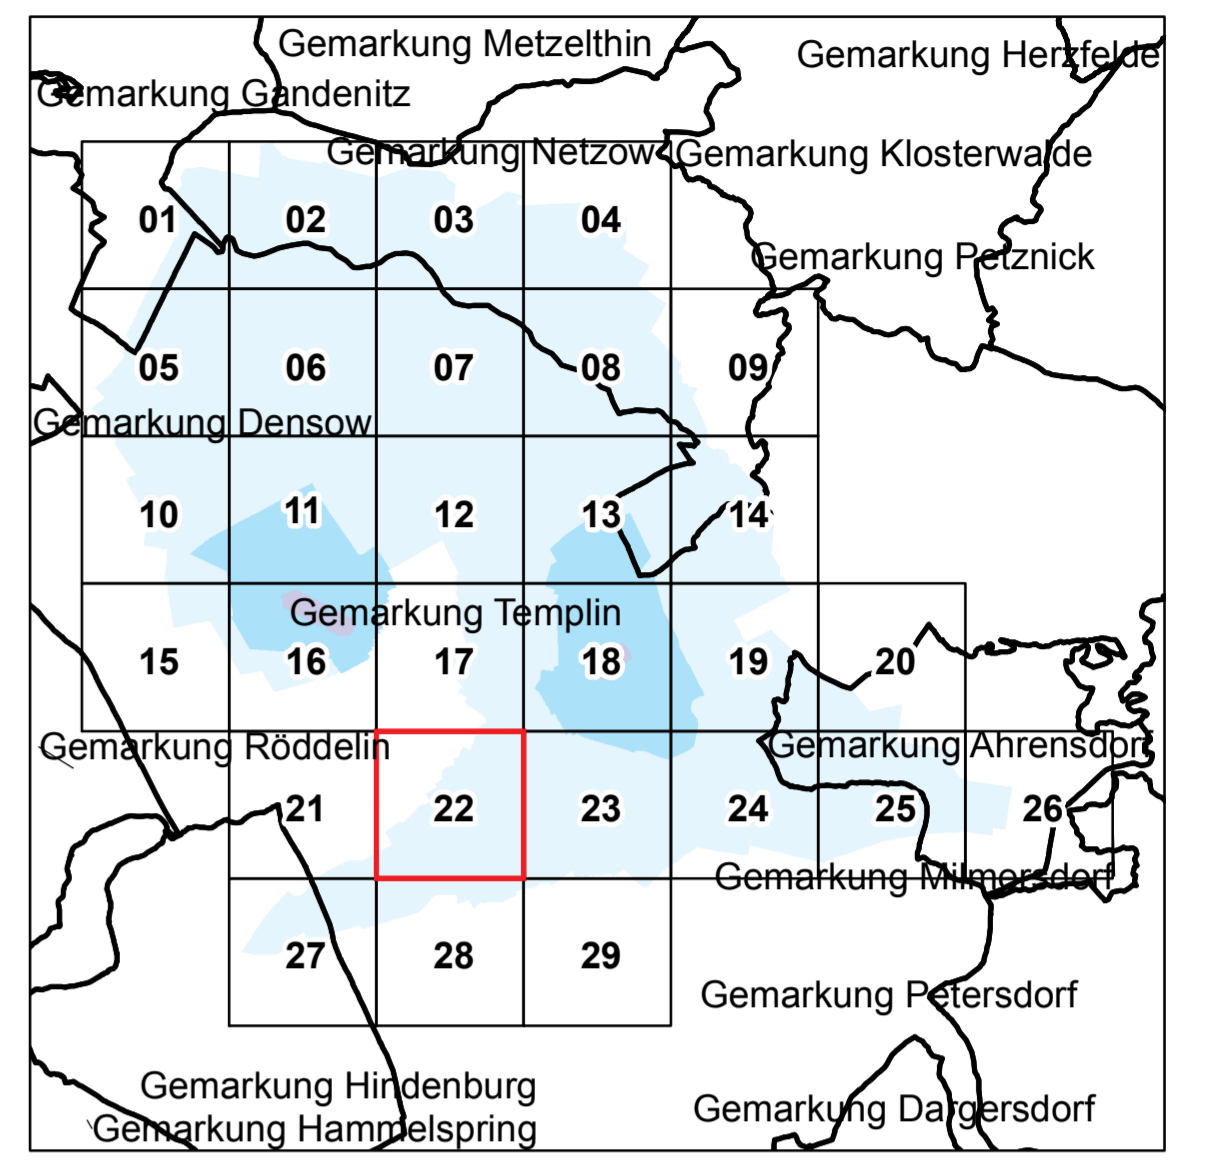 Gemarkung Metzelthin
Gemarkung Herzfelde
Gemarkung Gandenitz
Gemarkung Netzow
Gemarkung Klosterwalde
01 02 03 04
Gemarkung Petznick
05 06 07 08 09
Gemarkung Densow
10 11 12 13 14
Gemarkung Templin
15 16 17 18 19 20
Gemarkung Röddelin
Gemarkung Ahrensdorf
21 22 23 24 25 26
Gemarkung Milmersdorf
27 28 29
Gemarkung Petersdorf
Gemarkung Hindenburg
Gemarkung Dargersdorf
Gemarkung Hammelspring